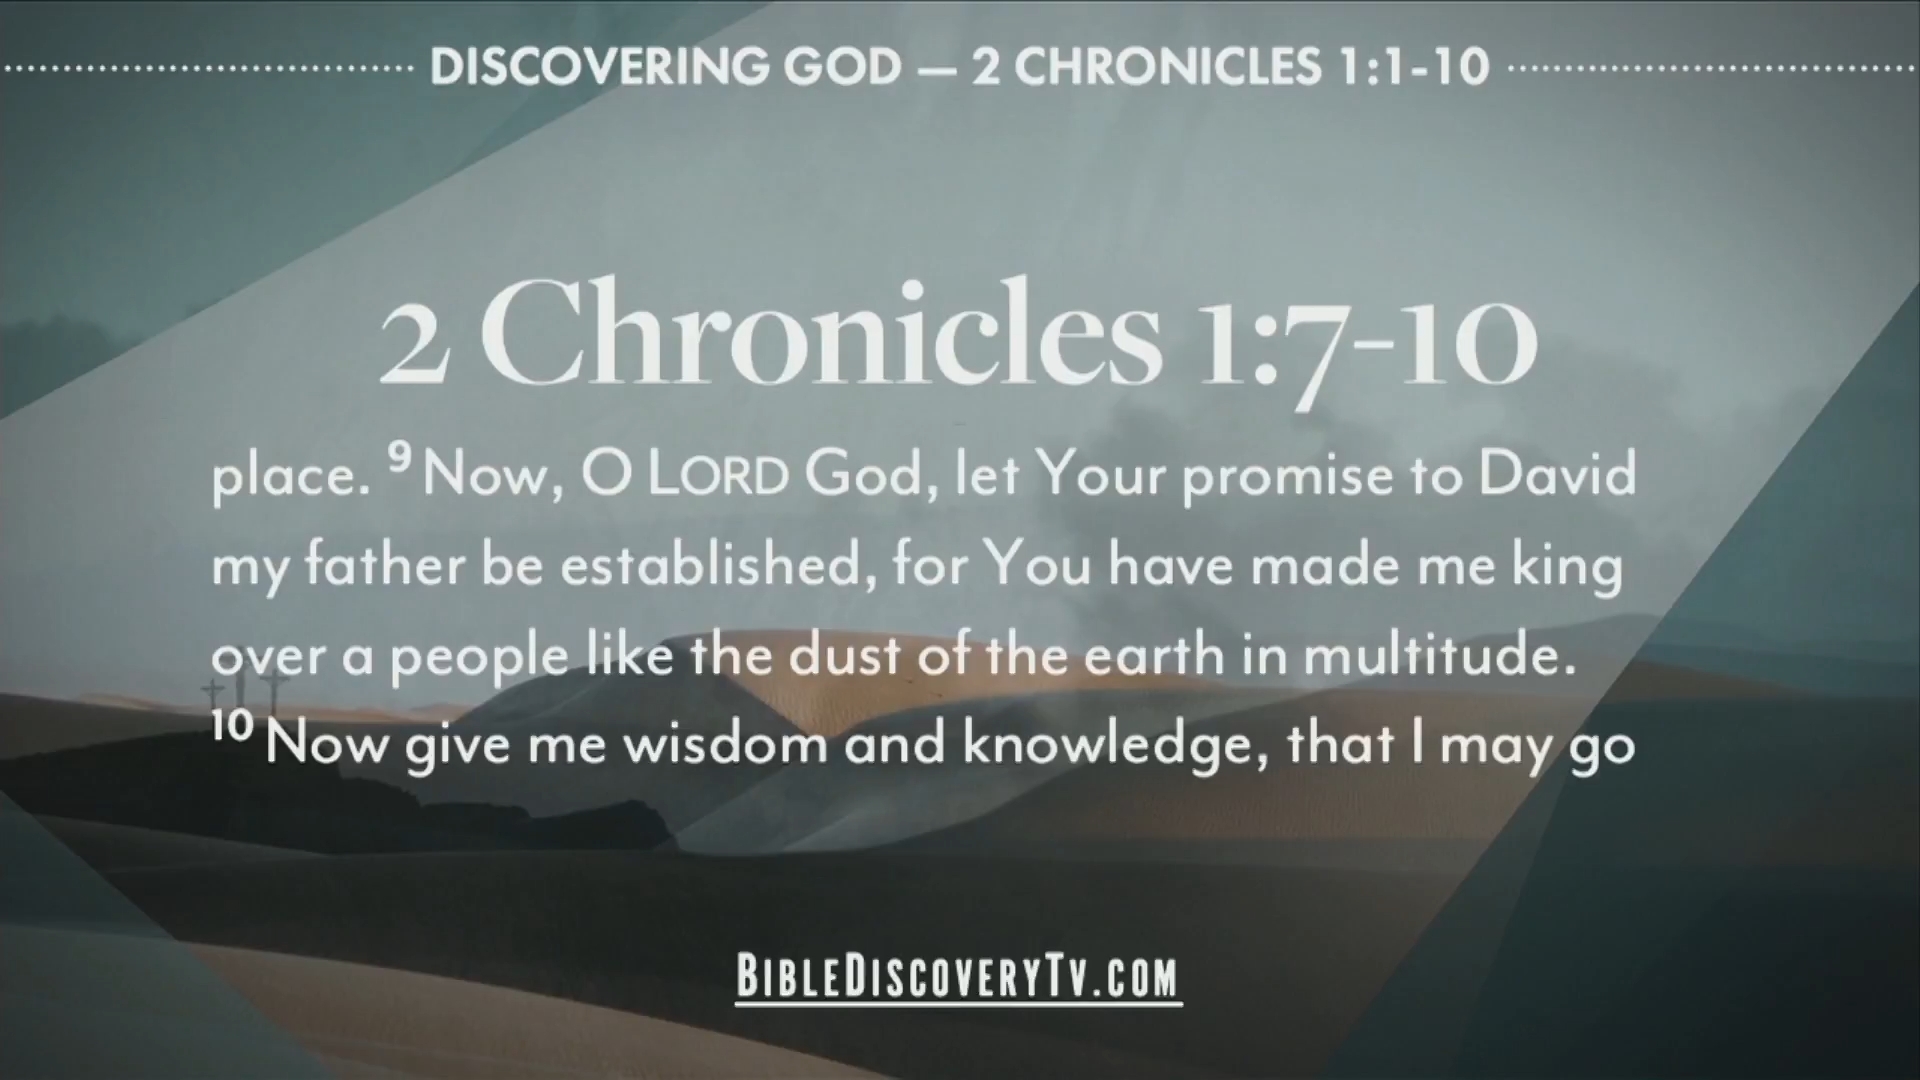 DISCOVERING GOD — 2 CHRONICLES 1:1-10
2 Chronicles 1:7-10
place. 9 Now, O LORD God, let Your promise to David
my father be established, for You have made me king
over a people like the dust of the earth in multitude.
10 Now give me wisdom and knowledge, that I may go
BIBLEDISCOVERYTV.COM